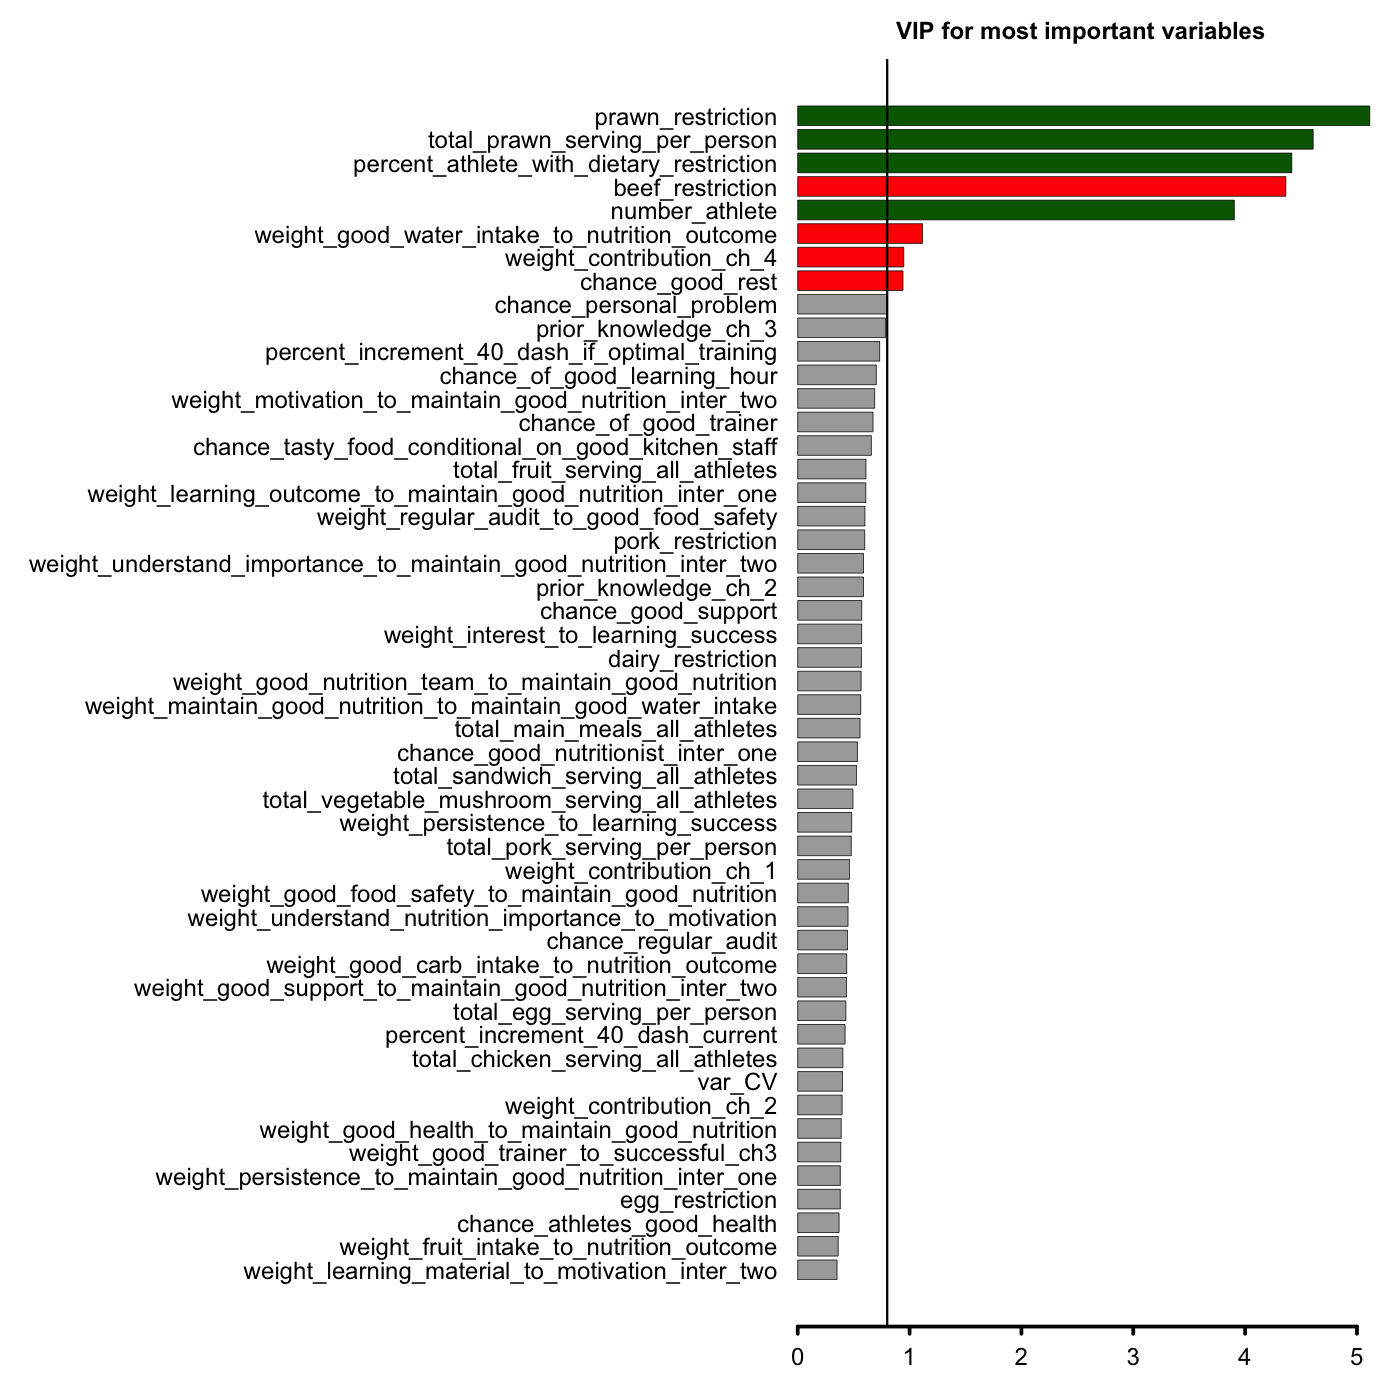 VIP for most important variables
prawn_restriction
total_prawn_serving_per_person
percent_athlete_with_dietary_restriction
beef_restriction
number_athlete
weight_good_water_intake_to_nutrition_outcome
weight_contribution_ch_4
chance_good_rest
chance_personal_problem
prior_knowledge_ch_3
percent_increment_40_dash_if_optimal_training
chance_of_good_learning_hour
weight_motivation_to_maintain_good_nutrition_inter_two
chance_of_good_trainer
chance_tasty_food_conditional_on_good_kitchen_staff
total_fruit_serving_all_athletes
weight_learning_outcome_to_maintain_good_nutrition_inter_one
weight_regular_audit_to_good_food_safety
pork_restriction
weight_understand_importance_to_maintain_good_nutrition_inter_two
prior_knowledge_ch_2
chance_good_support
weight_interest_to_learning_success
dairy_restriction
weight_good_nutrition_team_to_maintain_good_nutrition
weight_maintain_good_nutrition_to_maintain_good_water_intake
total_main_meals_all_athletes
chance_good_nutritionist_inter_one
total_sandwich_serving_all_athletes
total_vegetable_mushroom_serving_all_athletes
weight_persistence_to_learning_success
total_pork_serving_per_person
weight_contribution_ch_1
weight_good_food_safety_to_maintain_good_nutrition
weight_understand_nutrition_importance_to_motivation
chance_regular_audit
weight_good_carb_intake_to_nutrition_outcome
weight_good_support_to_maintain_good_nutrition_inter_two
total_egg_serving_per_person
percent_increment_40_dash_current
total_chicken_serving_all_athletes
var_CV
weight_contribution_ch_2
weight_good_health_to_maintain_good_nutrition
weight_good_trainer_to_successful_ch3
weight_persistence_to_maintain_good_nutrition_inter_one
egg_restriction
chance_athletes_good_health
weight_fruit_intake_to_nutrition_outcome
weight_learning_material_to_motivation_inter_two
0 1 2 3 4 5